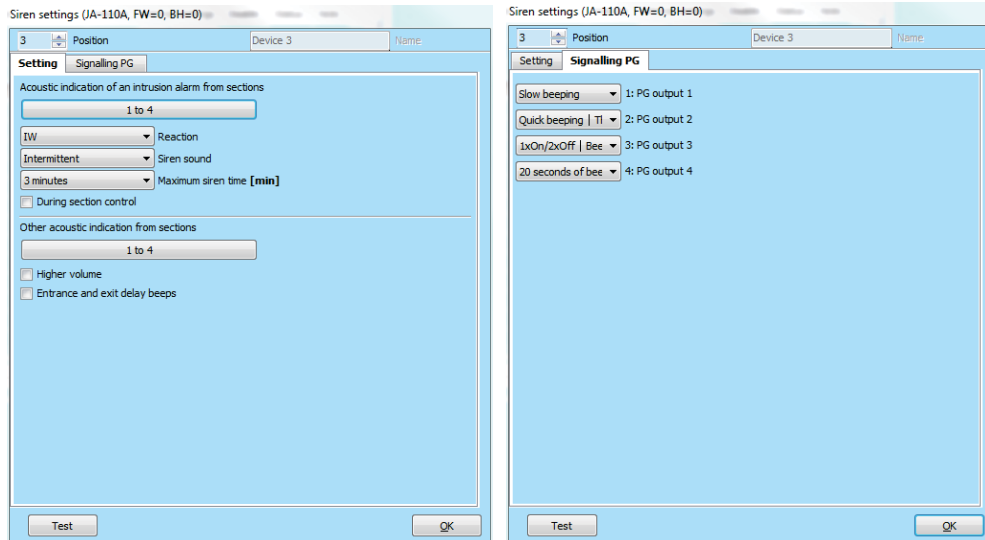 Siren settings (JA-110A, FW=0, BH=0)
3 Position Device 3 Name
Setting Signalling PG
Acoustic indication of an intrusion alarm from sections
1 to 4
IW Reaction
Intermittent Siren sound
3 minutes Maximum siren time [min]
During section control
Other acoustic indication from sections
1 to 4
Higher volume
Entrance and exit delay beeps
Test OK
Siren settings (JA-110A, FW=0, BH=0)
3 Position Device 3 Name
Setting Signalling PG
Slow beeping 1: PG output 1
Quick beeping | Tl 2: PG output 2
1xOn/2xOff | Bee 3: PG output 3
20 seconds of bee 4: PG output 4
Test OK